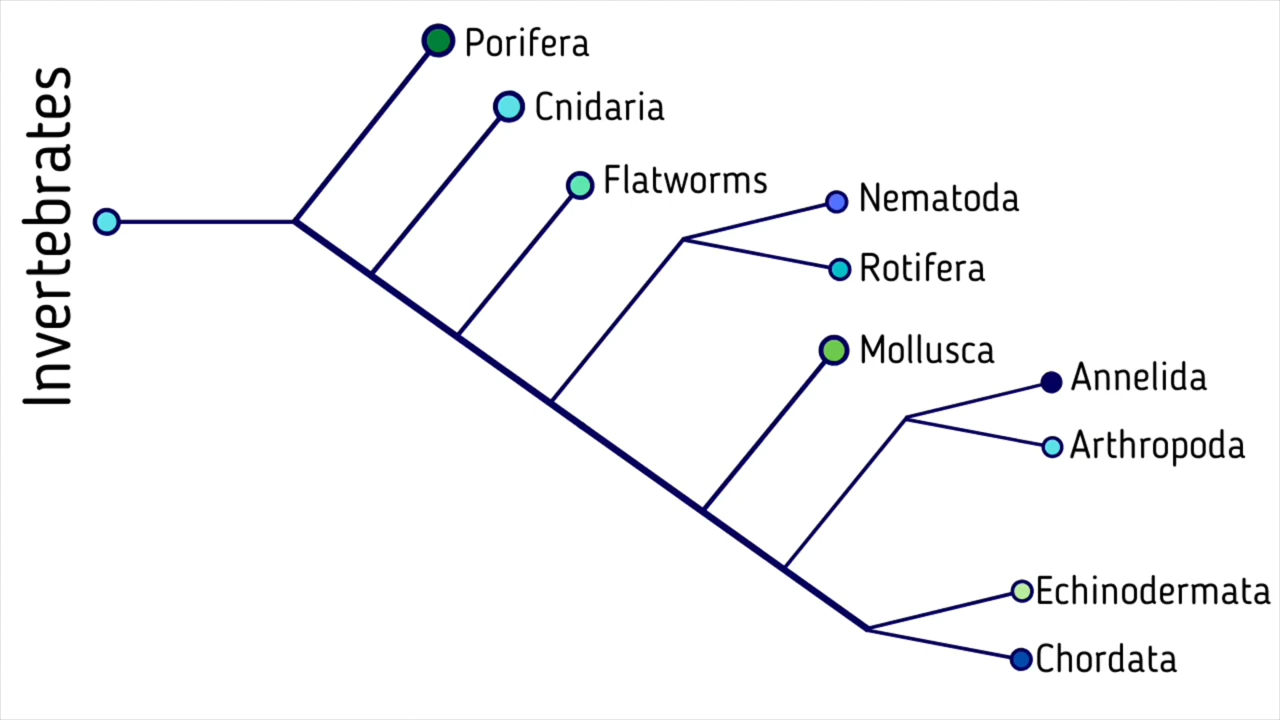 Invertebrates
Porifera
Cnidaria
Flatworms
Nematoda
Rotifera
Mollusca
Annelida
Arthropoda
Echinodermata
Chordata